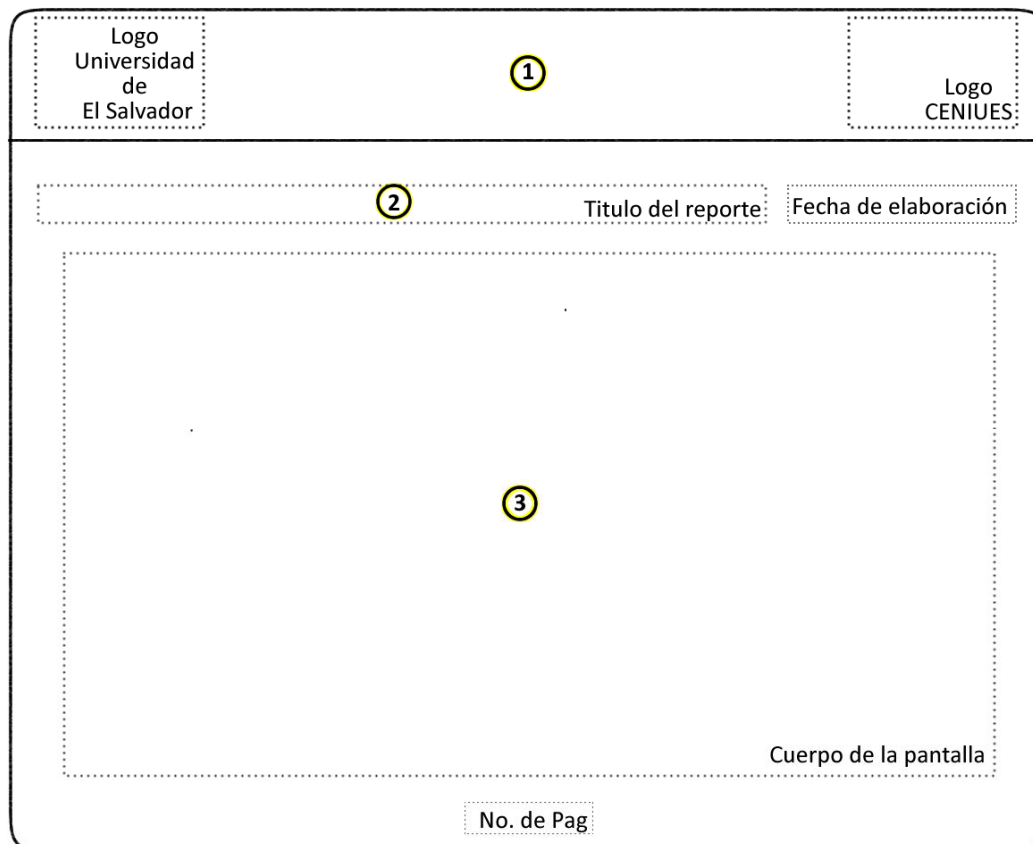 Logo
Universidad
de
El Salvador
1
Logo
CENIUES
2
Titulo del reporte
Fecha de elaboración
3
Cuerpo de la pantalla
No. de Pag